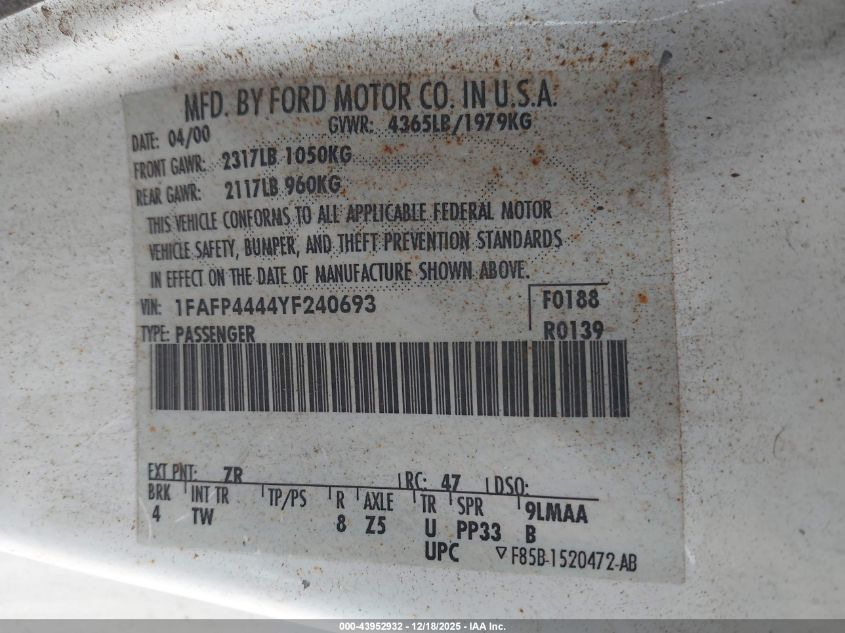 MFD. BY FORD MOTOR CO. IN U.S.A.
DATE: 04/00 GVWR: 4365LB/1979KG
FRONT GAWR: 2317LB 1050KG
REAR GAWR: 2117LB 960KG
THIS VEHICLE CONFORMS TO ALL APPLICABLE FEDERAL MOTOR
VEHICLE SAFETY, BUMPER, AND THEFT PREVENTION STANDARDS
IN EFFECT ON THE DATE OF MANUFACTURE SHOWN ABOVE.
VIN: 1FAFP4444YF240693 F0188
TYPE: PASSENGER R0139
EXT PNT: ZR RC: 47 DSO:
BRK INT TR TP/PS R AXLE TR SPR 9LMAA
4 TW 8 Z5 U PP33 B
UPC ▽F85B-1520472-AB
000-43952932 - 12/18/2025 - IAA Inc.